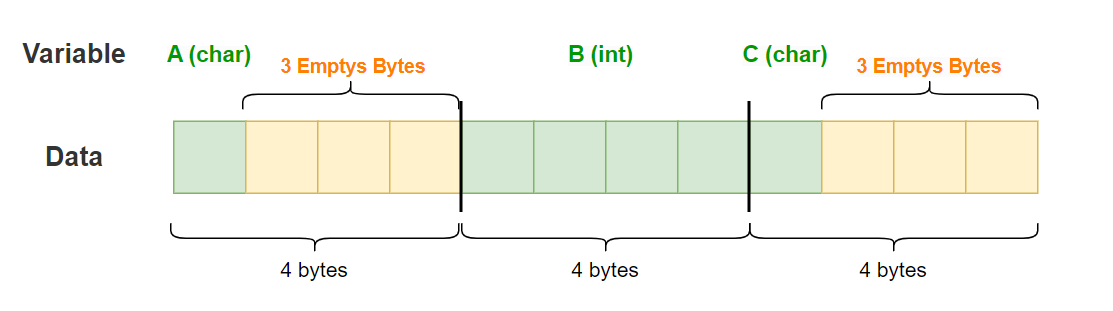 Variable
A (char)
3 Emptys Bytes
B (int)
C (char)
3 Emptys Bytes
Data
4 bytes
4 bytes
4 bytes